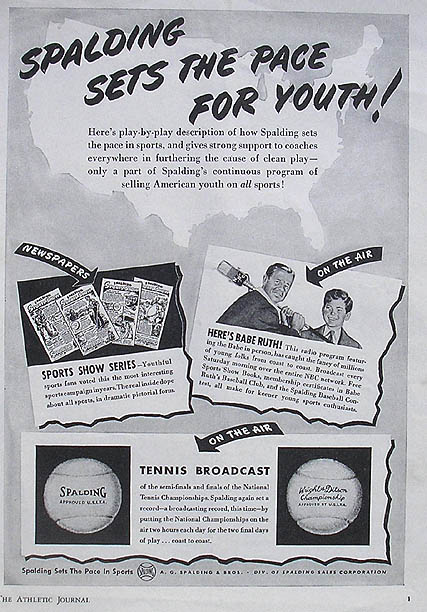 SPALDING
SETS THE PACE
FOR YOUTH!
Here's play-by-play description of how Spalding sets
the pace in sports, and gives strong support to coaches
everywhere in furthering the cause of clean play—
only a part of Spalding's continuous program of
selling American youth on all sports!
NEWSPAPERS
SPORTS SHOW SERIES—Youthful
sports fans voted this the most interesting
sports campaign in years. The real inside dope
about all sports, in dramatic pictorial form.
ON THE AIR
HERE'S BABE RUTH! This radio program featur-
ing the Babe in person, has caught the fancy of millions
of young folks from coast to coast. Broadcast every
Saturday morning over the entire NBC network. Free
Sports Show Books, membership certificates in Babe
Ruth's Baseball Club, and the Spalding Baseball Con-
test, all make for keener young sports enthusiasts.
ON THE AIR
TENNIS BROADCAST
of the semi-finals and finals of the National
Tennis Championships. Spalding again set a
record—a broadcasting record, this time—by
putting the National Championships on the
air two hours each day for the two final days
of play . . . coast to coast.
SPALDING
APPROVED U.S.L.T.A.
Wright & Ditson
Championship
APPROVED BY U.S.L.T.A.
Spalding Sets The Pace In Sports
A. G. SPALDING & BROS. · DIV. OF SPALDING SALES CORPORATION
THE ATHLETIC JOURNAL
1